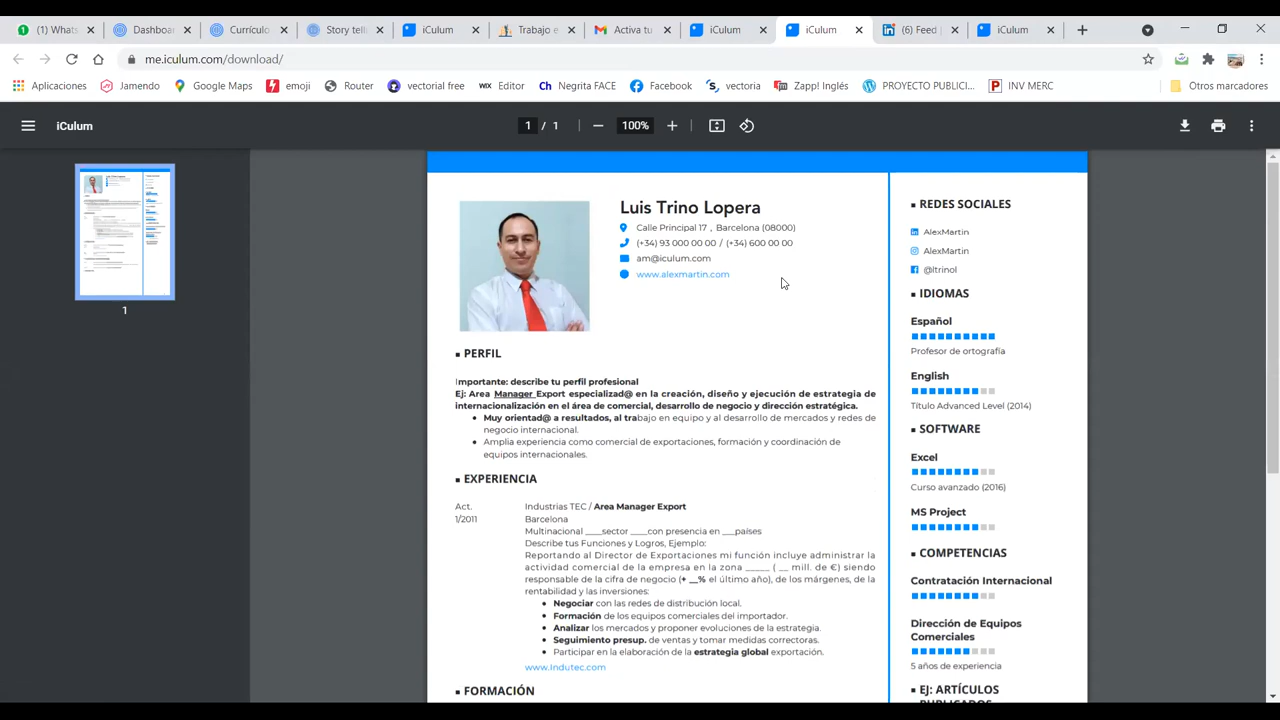 (1) Whats
Dashboa
Currículo
Story telli
iCulum
Trabajo e
Activa tu
iCulum
iCulum
(6) Feed |
iCulum
me.iculum.com/download/
Aplicaciones
Jamendo
Google Maps
emoji
Router
vectorial free
WIX Editor
Ch Negrita FACE
Facebook
vectoria
Zapp! Inglés
PROYECTO PUBLICI...
INV MERC
Otros marcadores
iCulum
1 / 1
100%
1
Luis Trino Lopera
Calle Principal 17 , Barcelona (08000)
(+34) 93 000 00 00 / (+34) 600 00 00
am@iculum.com
www.alexmartin.com
PERFIL
Importante: describe tu perfil profesional
Ej: Area Manager Export especializad@ en la creación, diseño y ejecución de estrategia de
internacionalización en el área de comercial, desarrollo de negocio y dirección estratégica.
Muy orientad@ a resultados, al trabajo en equipo y al desarrollo de mercados y redes de
negocio internacional.
Amplia experiencia como comercial de exportaciones, formación y coordinación de
equipos internacionales.
EXPERIENCIA
Act.
1/2011
Industrias TEC / Area Manager Export
Barcelona
Multinacional ____sector ____con presencia en ___países
Describe tus Funciones y Logros, Ejemplo:
Reportando al Director de Exportaciones mi función incluye administrar la
actividad comercial de la empresa en la zona _____ ( __ mill. de €) siendo
responsable de la cifra de negocio (+ __% el último año), de los márgenes, de la
rentabilidad y las inversiones:
Negociar con las redes de distribución local.
Formación de los equipos comerciales del importador.
Analizar los mercados y proponer evoluciones de la estrategia.
Seguimiento presup. de ventas y tomar medidas correctoras.
Participar en la elaboración de la estrategia global exportación.
www.Indutec.com
FORMACIÓN
REDES SOCIALES
AlexMartin
AlexMartin
@ltrinol
IDIOMAS
Español
Profesor de ortografía
English
Título Advanced Level (2014)
SOFTWARE
Excel
Curso avanzado (2016)
MS Project
COMPETENCIAS
Contratación Internacional
Dirección de Equipos
Comerciales
5 años de experiencia
EJ: ARTÍCULOS
PUBLICADOS